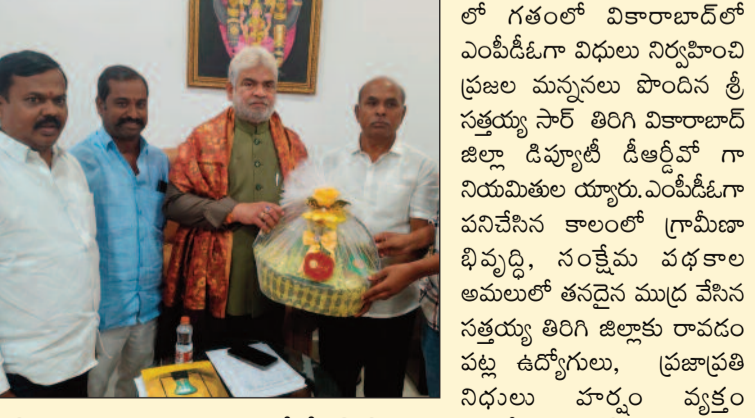 లో గతంలో వికారాబాద్‌లో
ఎంపీడీఓగా విధులు నిర్వహించి
ప్రజల మన్ననలు పొందిన శ్రీ
సత్తయ్య సార్ తిరిగి వికారాబాద్
జిల్లా డిప్యూటీ డీఆర్డీవో గా
నియమితుల య్యారు.ఎంపీడీఓగా
పనిచేసిన కాలంలో గ్రామీణా
భివృద్ధి, సంక్షేమ పథకాల
అమలులో తనదైన ముద్ర వేసిన
సత్తయ్య తిరిగి జిల్లాకు రావడం
పట్ల ఉద్యోగులు, ప్రజాప్రతి
నిధులు హర్షం వ్యక్తం